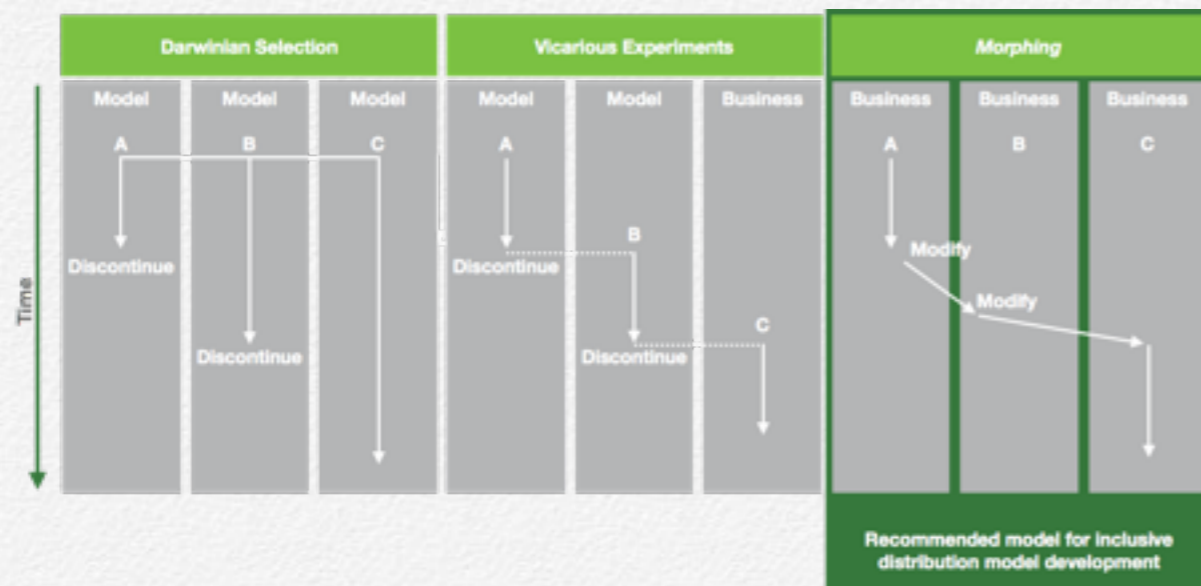 Darwinian Selection
Vicarious Experiments
Morphing
Model
Model
Model
Model
Model
Business
Business
Business
Business
A
B
C
A
A
B
C
B
Modify
Discontinue
Discontinue
Modify
Time
C
Discontinue
Discontinue
Recommended model for inclusive
distribution model development